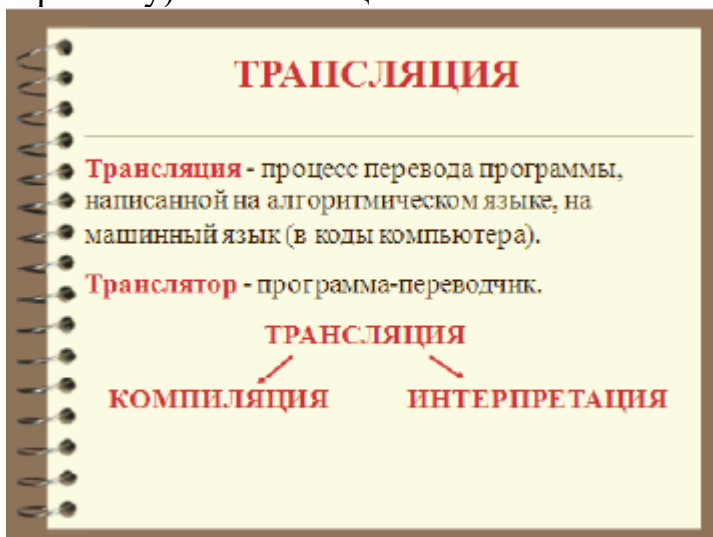 ТРАПСЛЯЦИЯ
Трансляция - процесс перевода программы,
написанной на алгоритмическом языке, на
машинный язык (в коды компьютера).
Транслятор - программа-переводчик.
ТРАНСЛЯЦИЯ
КОМПИЛЯЦИЯ ИНТЕРПРЕТАЦИЯ